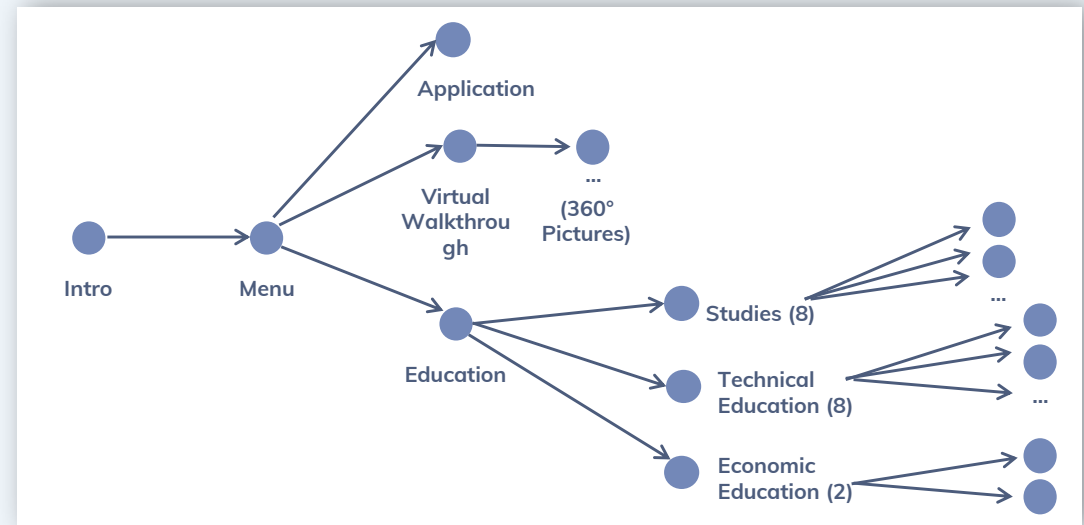 Application
Virtual
Walkthrou
gh
...
(360°
Pictures)
Intro
Menu
Education
Studies (8)
...
Technical
Education (8)
...
Economic
Education (2)